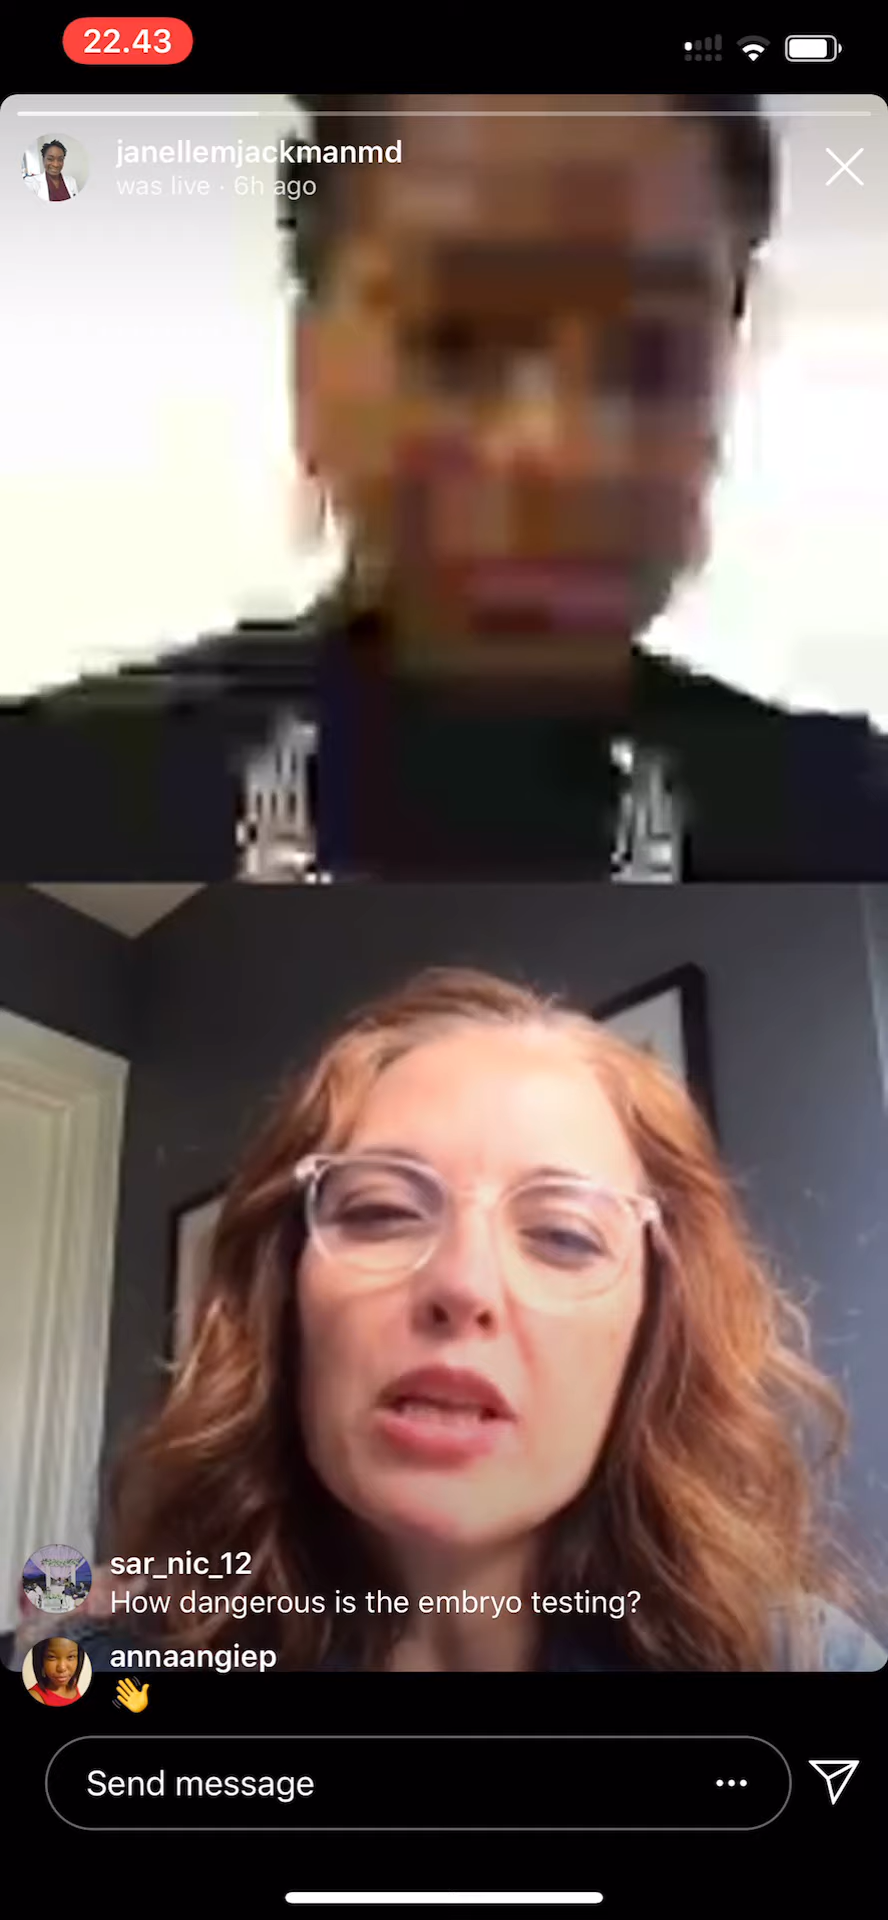 22.43
janellemjackmanmd
was live · 6h ago
sar_nic_12
How dangerous is the embryo testing?
annaangiep
👋
Send message